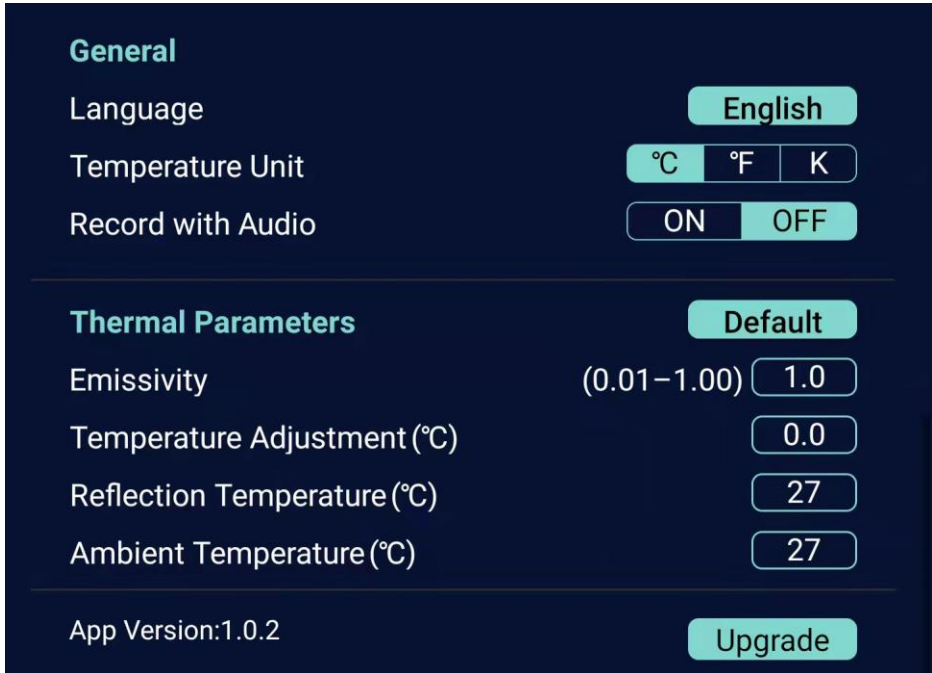 General
Language English
Temperature Unit ℃ ℉ K
Record with Audio ON OFF
Thermal Parameters Default
Emissivity (0.01–1.00) 1.0
Temperature Adjustment(℃) 0.0
Reflection Temperature(℃) 27
Ambient Temperature(℃) 27
App Version:1.0.2 Upgrade